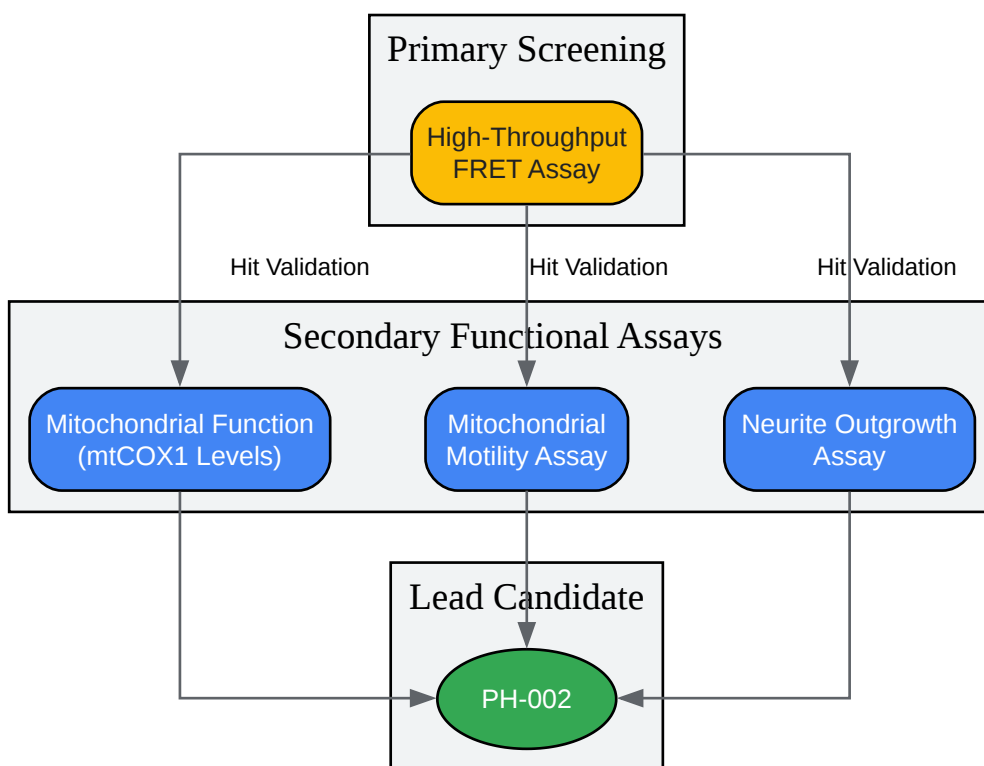 Primary Screening
High-Throughput
FRET Assay
Hit Validation
Hit Validation
Hit Validation
Secondary Functional Assays
Mitochondrial Function
(mtCOX1 Levels)
Mitochondrial
Motility Assay
Neurite Outgrowth
Assay
Lead Candidate
PH-002